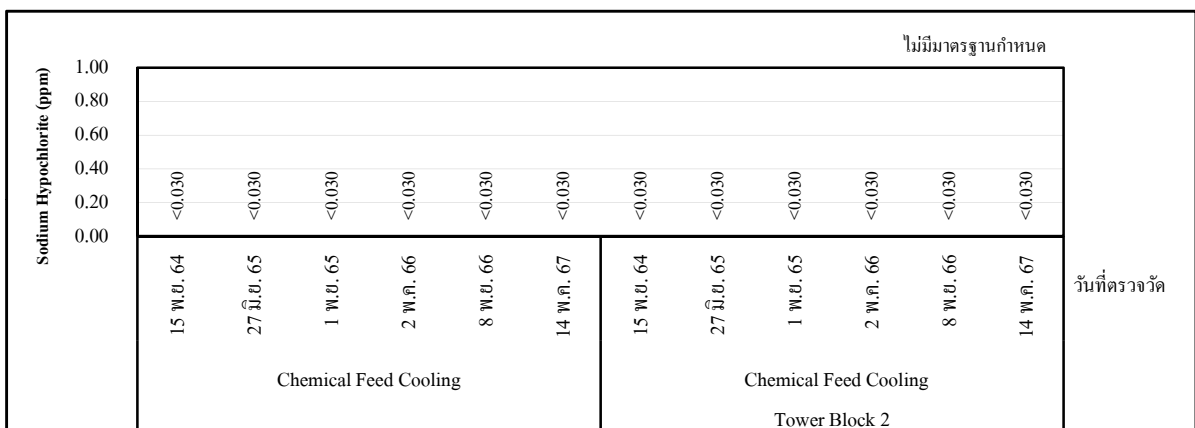 ไม่มีมาตรฐานกำหนด
Sodium Hypochlorite (ppm)
1.00
0.80
0.60
0.40
0.20
0.00
<0.030
<0.030
<0.030
<0.030
<0.030
<0.030
<0.030
<0.030
<0.030
<0.030
<0.030
<0.030
15 พ.ย. 64
27 มิ.ย. 65
1 พ.ย. 65
2 พ.ค. 66
8 พ.ย. 66
14 พ.ค. 67
15 พ.ย. 64
27 มิ.ย. 65
1 พ.ย. 65
2 พ.ค. 66
8 พ.ย. 66
14 พ.ค. 67
วันที่ตรวจวัด
Chemical Feed Cooling
Chemical Feed Cooling
Tower Block 2